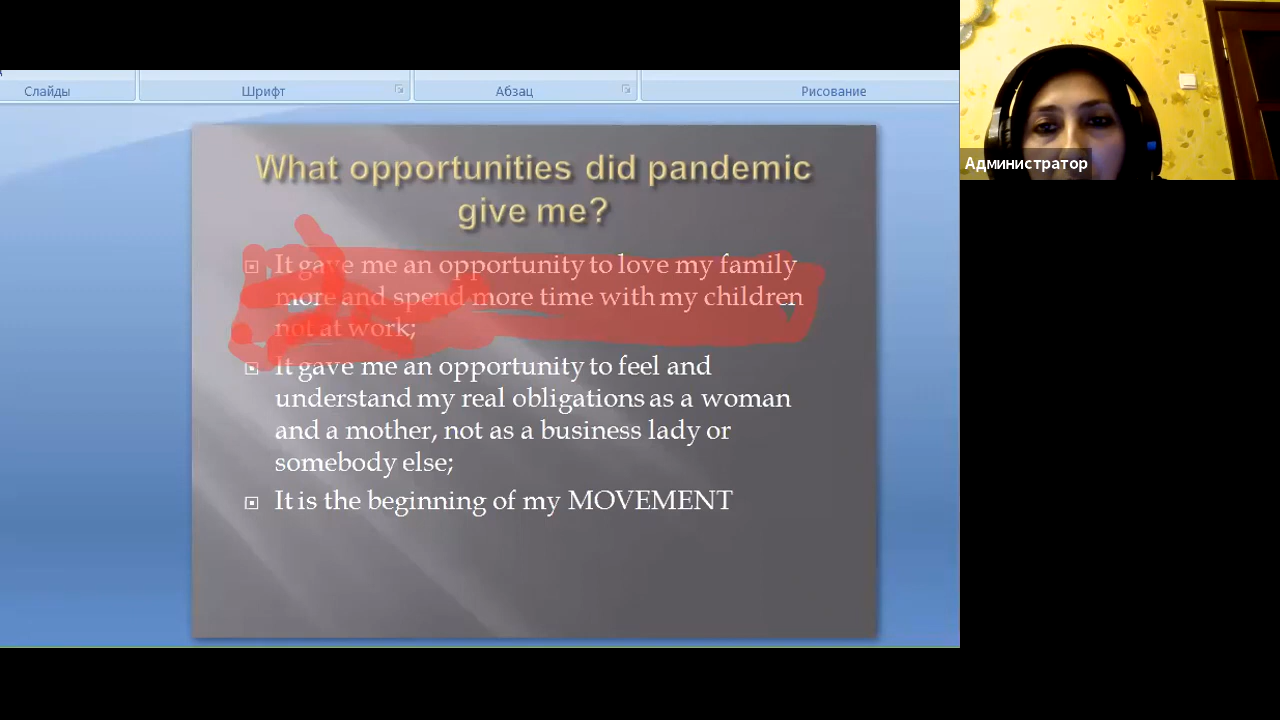 Слайды
Шрифт
Абзац
Рисование
Администратор
What opportunities did pandemic
give me?
It gave me an opportunity to love my family
more and spend more time with my children
not at work;
It gave me an opportunity to feel and
understand my real obligations as a woman
and a mother, not as a business lady or
somebody else;
It is the beginning of my MOVEMENT